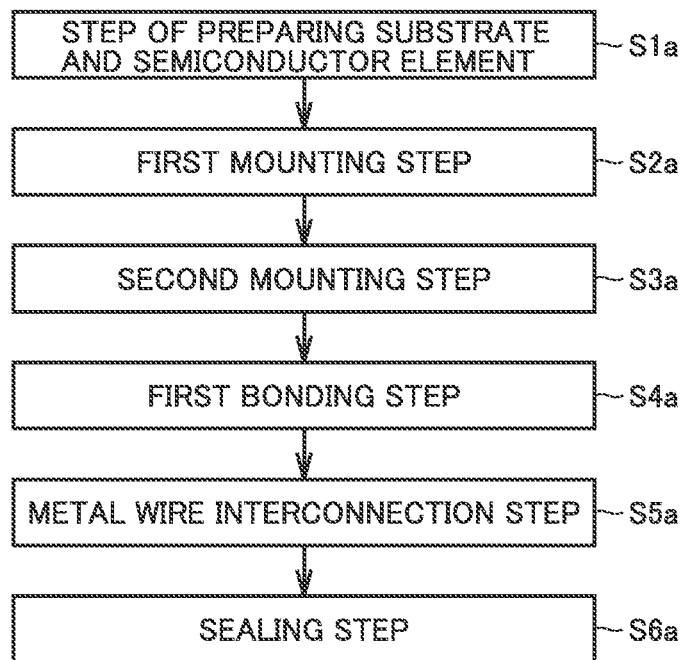 STEP OF PREPARING SUBSTRATE
AND SEMICONDUCTOR ELEMENT
S1a
FIRST MOUNTING STEP
S2a
SECOND MOUNTING STEP
S3a
FIRST BONDING STEP
S4a
METAL WIRE INTERCONNECTION STEP
S5a
SEALING STEP
S6a